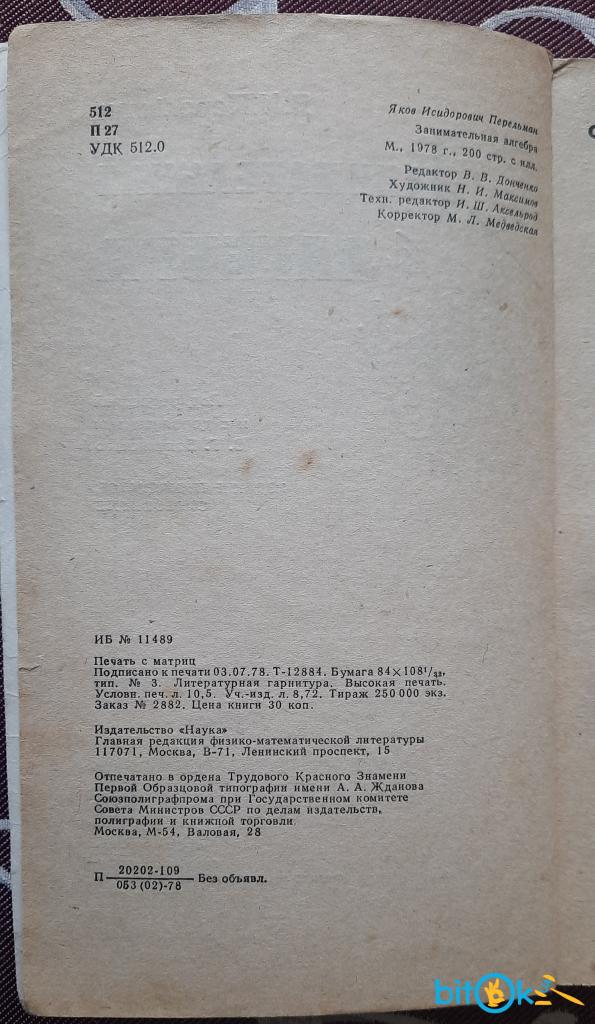 512
П 27
УДК 512.0
Яков Исидорович Перельман
Занимательная алгебра
М., 1978 г., 200 стр. с илл.
Редактор В. В. Донченко
Художник Н. И. Максимов
Техн. редактор И. Ш. Аксельрод
Корректор М. Л. Медведская
ИБ № 11489
Печать с матриц
Подписано к печати 03.07.78. Т-12884. Бумага 84×108¹/₃₂,
тип. № 3. Литературная гарнитура. Высокая печать.
Условн. печ. л. 10,5. Уч.-изд. л. 8,72. Тираж 250 000 экз.
Заказ № 2882. Цена книги 30 коп.
Издательство «Наука»
Главная редакция физико-математической литературы
117071, Москва, В-71, Ленинский проспект, 15
Отпечатано в ордена Трудового Красного Знамени
Первой Образцовой типографии имени А. А. Жданова
Союзполиграфпрома при Государственном комитете
Совета Министров СССР по делам издательств,
полиграфии и книжной торговли.
Москва, М-54, Валовая, 28
П 20202-109
053 (02)-78 Без объявл.
bitOk